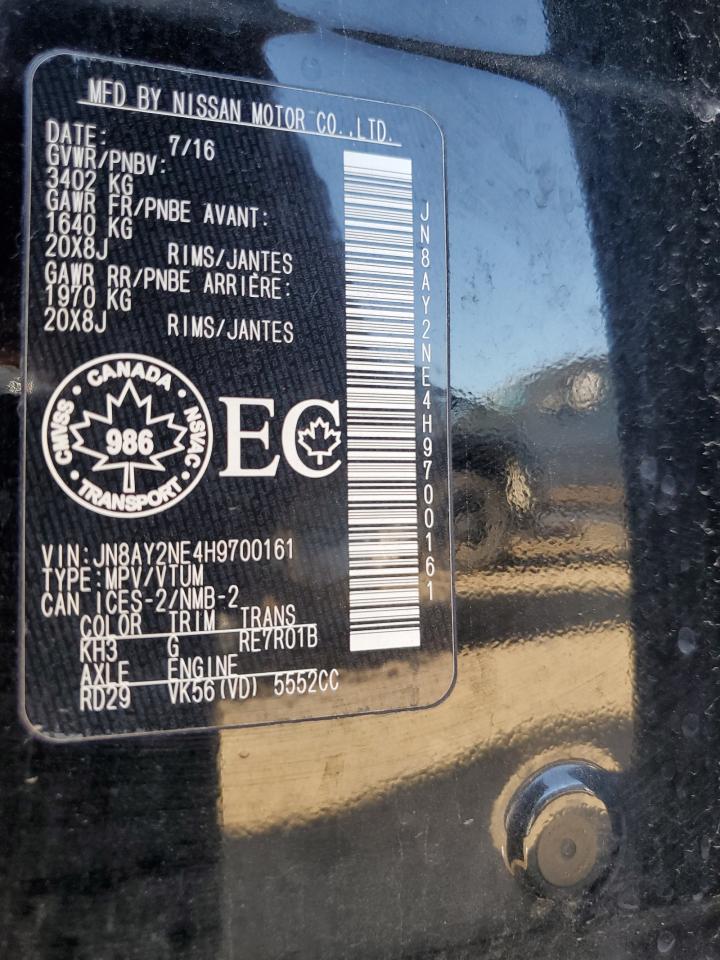 MFD BY NISSAN MOTOR CO.,LTD.
DATE: 7/16
GVWR/PNBV:
3402 KG
GAWR FR/PNBE AVANT:
1640 KG
20X8J RIMS/JANTES
GAWR RR/PNBE ARRIÈRE:
1970 KG
20X8J RIMS/JANTES
JN8AY2NE4H9700161
· CANADA ·
CMVSS 986 NSVAC
· TRANSPORT ·
EC
VIN:JN8AY2NE4H9700161
TYPE:MPV/VTUM
CAN ICES-2/NMB-2
COLOR TRIM TRANS
KH3 G RE7R01B
AXLE ENGINE
RD29 VK56(VD) 5552CC